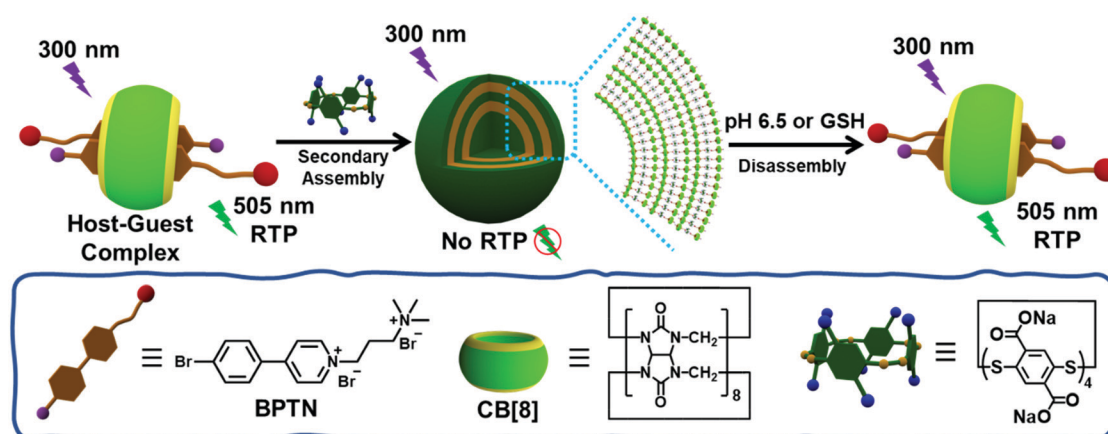 300 nm
Host-Guest
Complex
505 nm
RTP
Secondary
Assembly
300 nm
No RTP
pH 6.5 or GSH
Disassembly
300 nm
505 nm
RTP
≡
Br
N+
Br-
N+
Br-
BPTN
CB[8]
≡
O
N N-CH2
N N-CH2
O
8
≡
O
ONa
S
S
4
NaO
O